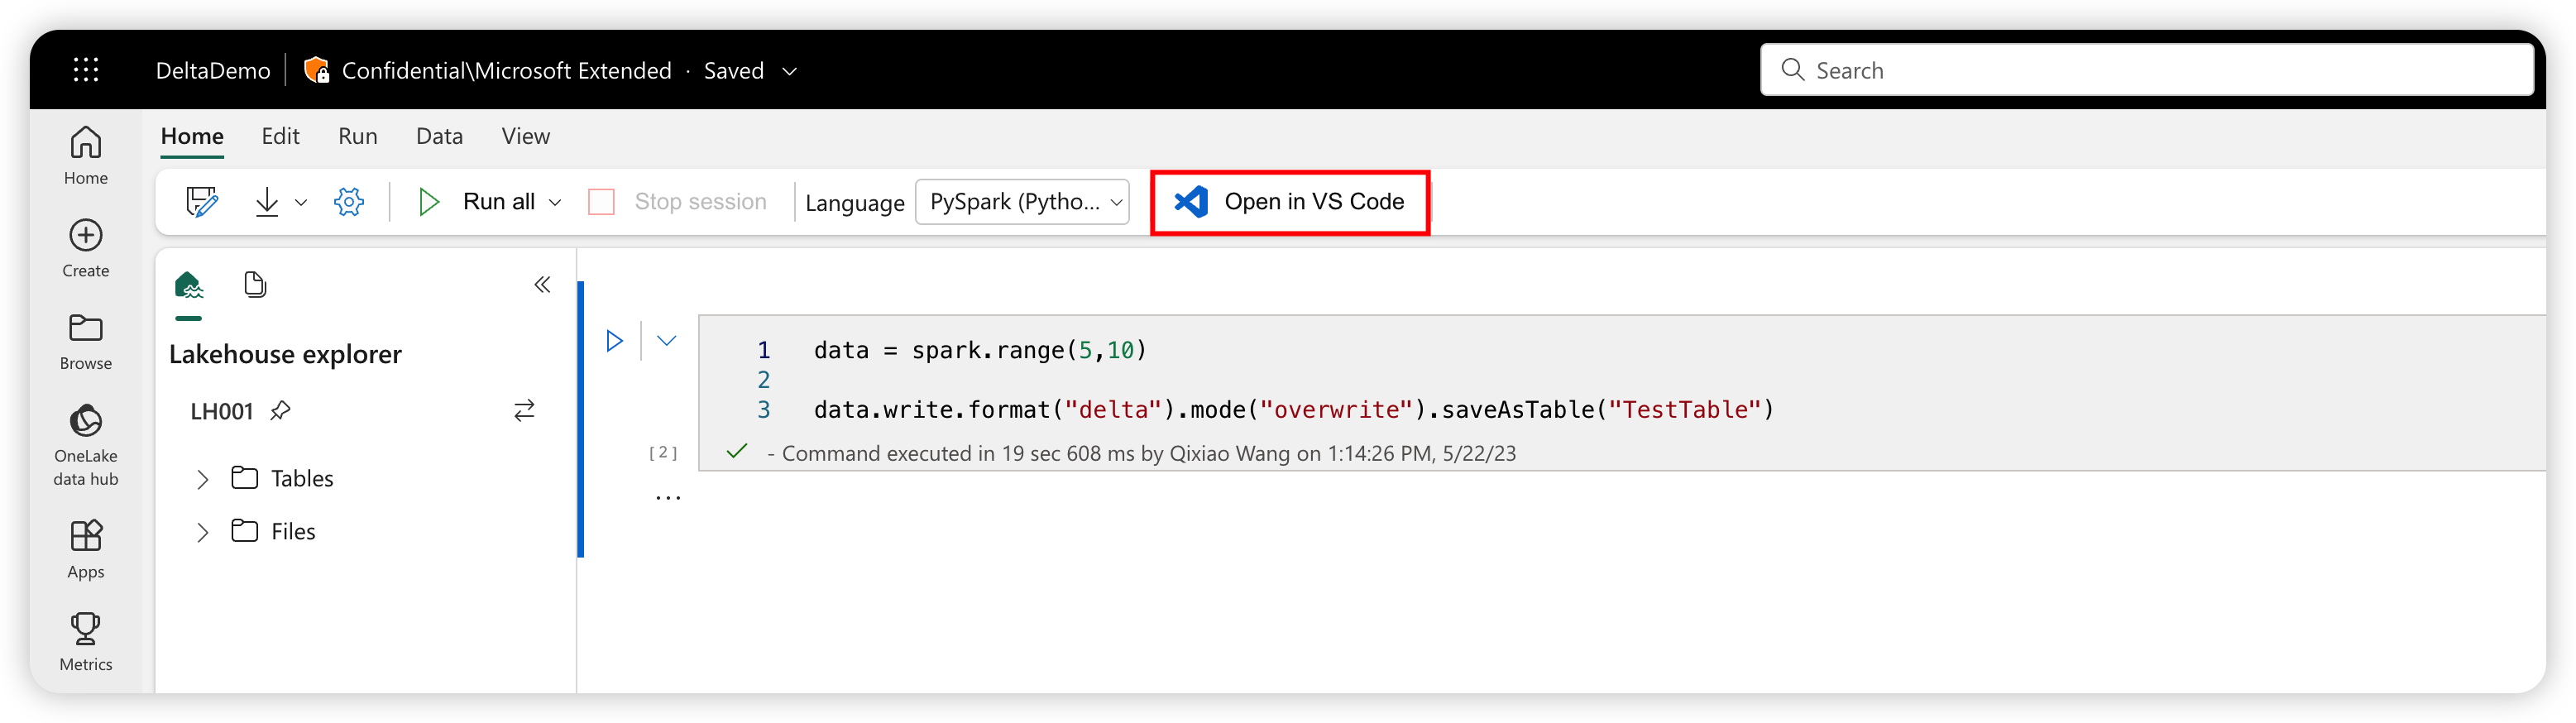 DeltaDemo Confidential\Microsoft Extended · Saved
Search
Home Edit Run Data View
Run all Stop session Language PySpark (Pytho... Open in VS Code
Home
Create
Browse
OneLake
data hub
Apps
Metrics
Lakehouse explorer
LH001
Tables
Files
1 data = spark.range(5,10)
2
3 data.write.format("delta").mode("overwrite").saveAsTable("TestTable")
[2] - Command executed in 19 sec 608 ms by Qixiao Wang on 1:14:26 PM, 5/22/23
...